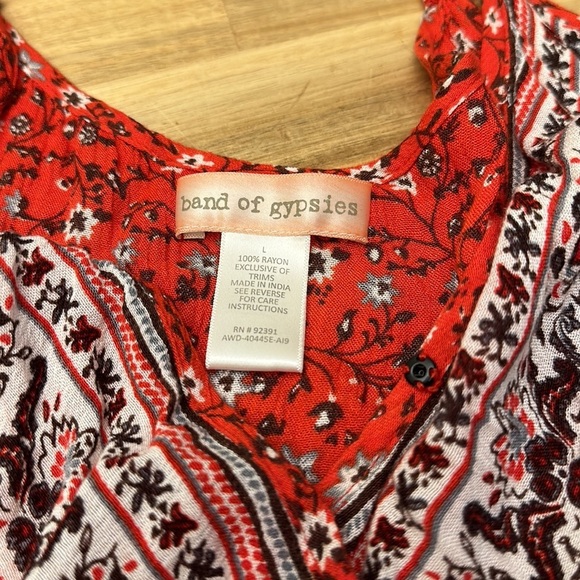 band of gypsies
L
100% RAYON
EXCLUSIVE OF
TRIMS
MADE IN INDIA
SEE REVERSE
FOR CARE
INSTRUCTIONS
RN # 92391
AWD-40445E-AI9